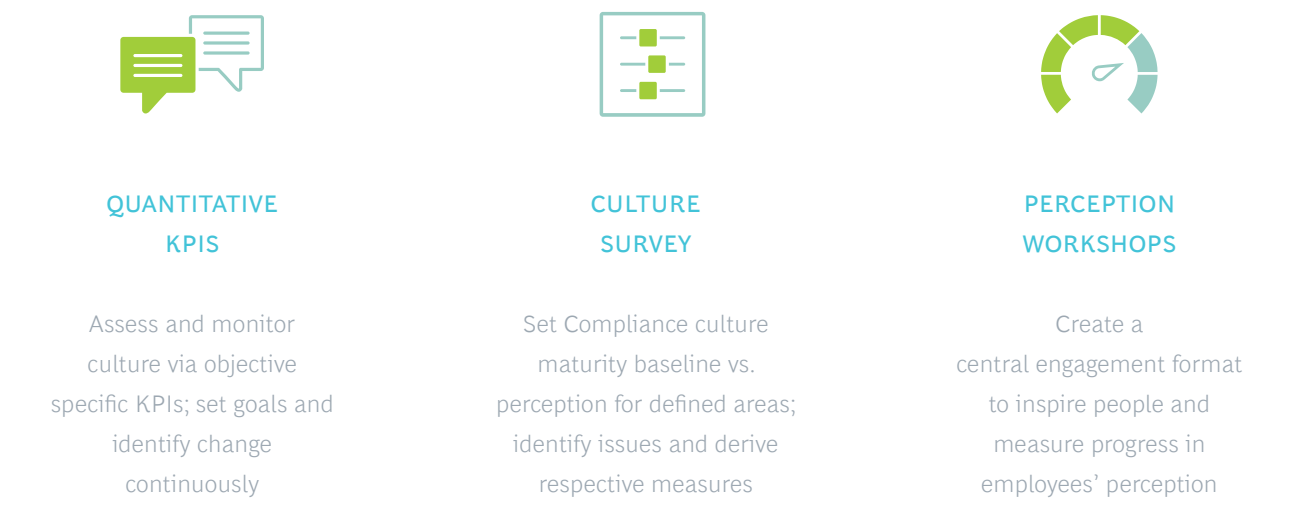 QUANTITATIVE
KPIS
Assess and monitor
culture via objective
specific KPIs; set goals and
identify change
continuously
CULTURE
SURVEY
Set Compliance culture
maturity baseline vs.
perception for defined areas;
identify issues and derive
respective measures
PERCEPTION
WORKSHOPS
Create a
central engagement format
to inspire people and
measure progress in
employees’ perception